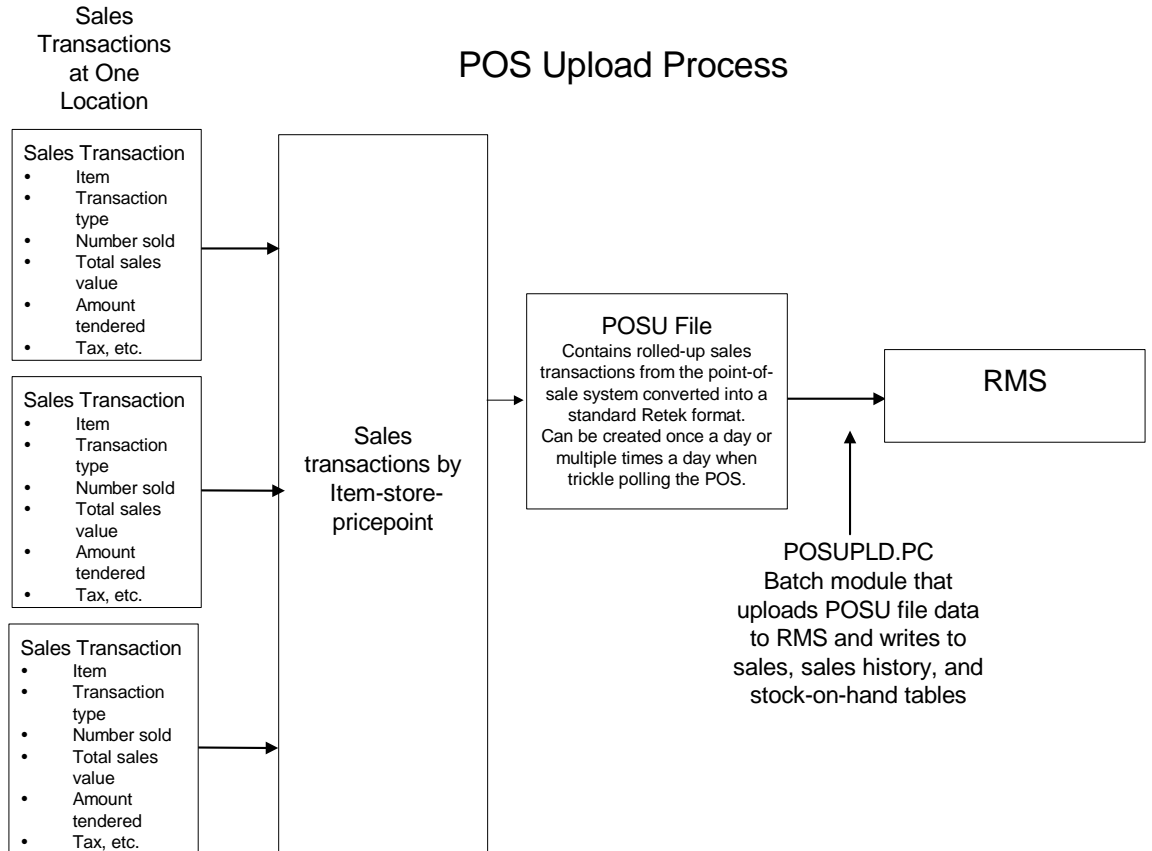 Sales
Transactions
at One
Location
POS Upload Process
Sales Transaction
• Item
• Transaction
type
• Number sold
• Total sales
value
• Amount
tendered
• Tax, etc.
Sales Transaction
• Item
• Transaction
type
• Number sold
• Total sales
value
• Amount
tendered
• Tax, etc.
Sales Transaction
• Item
• Transaction
type
• Number sold
• Total sales
value
• Amount
tendered
• Tax, etc.
Sales
transactions by
Item-store-
pricepoint
POSU File
Contains rolled-up sales
transactions from the point-of-
sale system converted into a
standard Retek format.
Can be created once a day or
multiple times a day when
trickle polling the POS.
RMS
POSUPLD.PC
Batch module that
uploads POSU file data
to RMS and writes to
sales, sales history, and
stock-on-hand tables